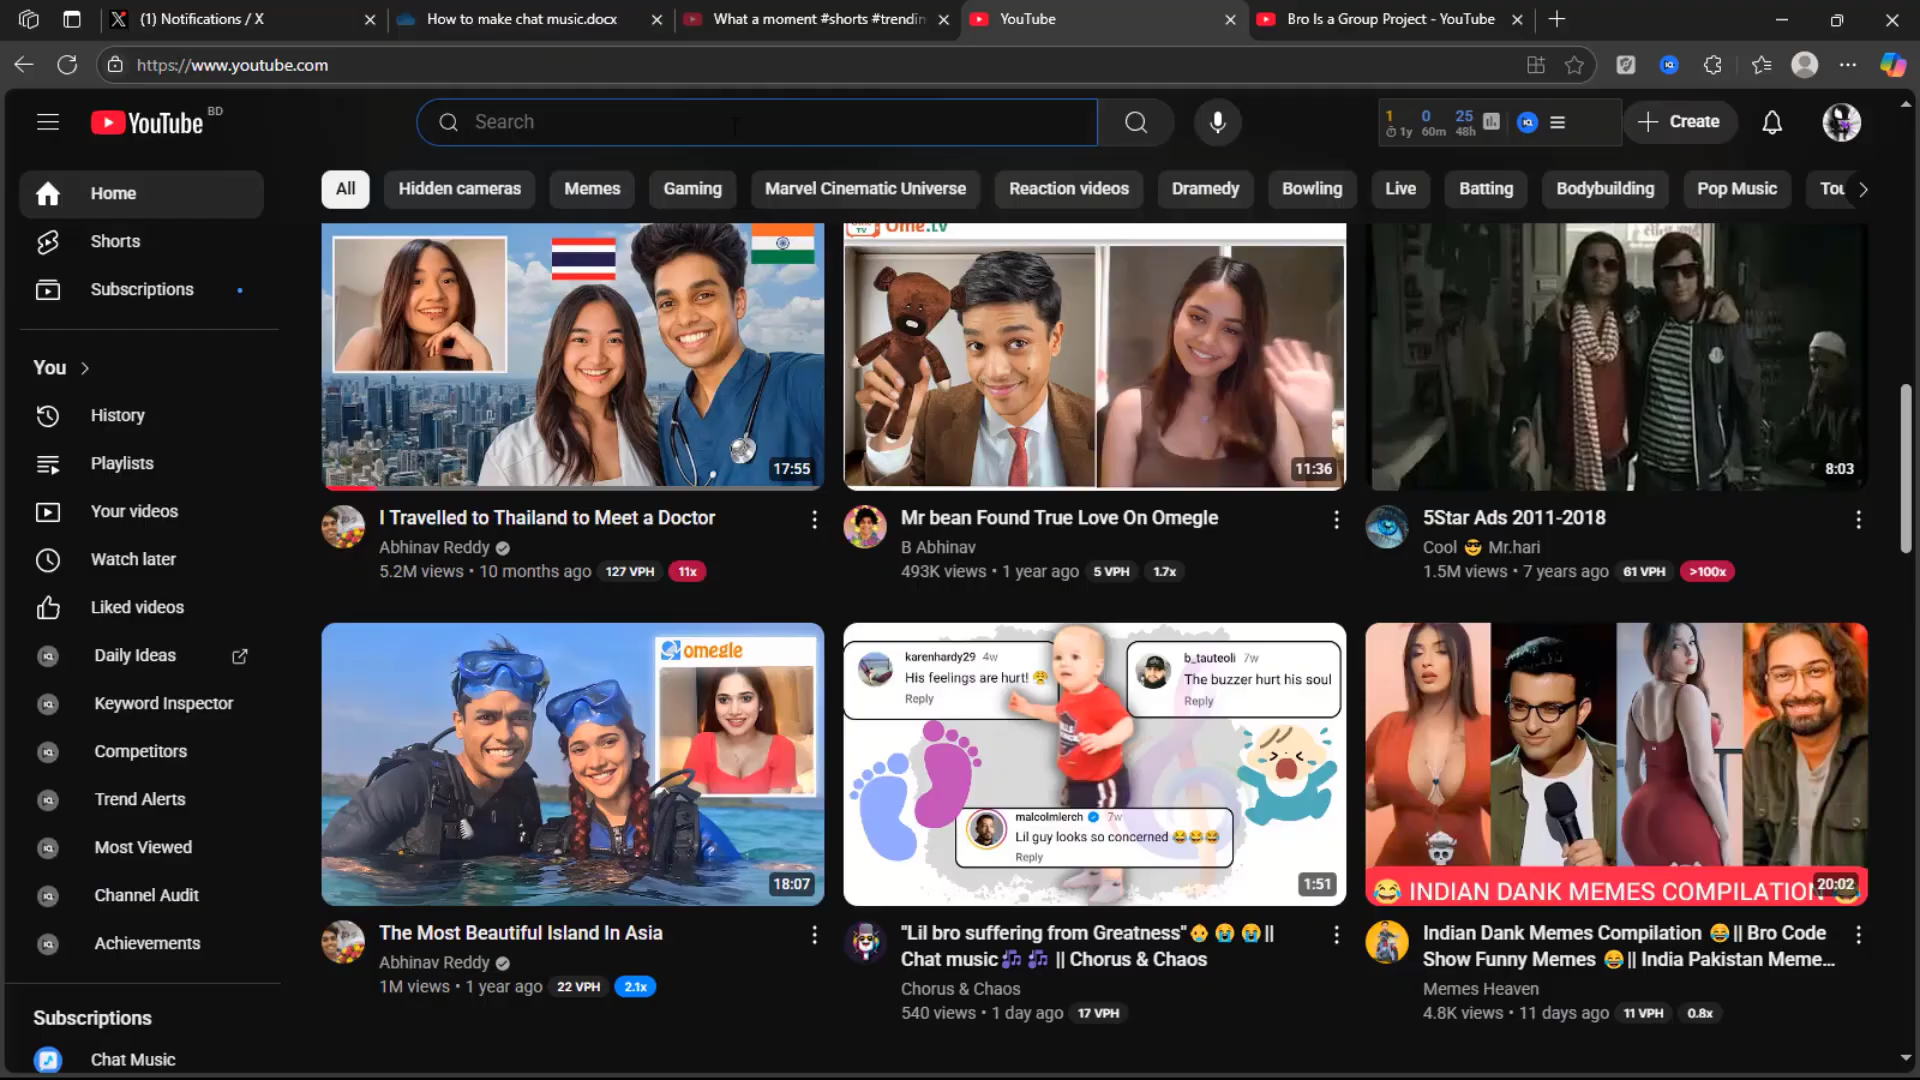 (1) Notifications / X
How to make chat music.docx
What a moment #shorts #trendin
YouTube
Bro Is a Group Project - YouTube
https://www.youtube.com
YouTube BD
Search
1 0 25
1y 60m 48h
Create
Home
Shorts
Subscriptions
You
History
Playlists
Your videos
Watch later
Liked videos
Daily Ideas
Keyword Inspector
Competitors
Trend Alerts
Most Viewed
Channel Audit
Achievements
Subscriptions
Chat Music
All
Hidden cameras
Memes
Gaming
Marvel Cinematic Universe
Reaction videos
Dramedy
Bowling
Live
Batting
Bodybuilding
Pop Music
Tou
17:55
I Travelled to Thailand to Meet a Doctor
Abhinav Reddy
5.2M views • 10 months ago 127 VPH 11x
TV Ome.tv
11:36
Mr bean Found True Love On Omegle
B Abhinav
493K views • 1 year ago 5 VPH 1.7x
8:03
5Star Ads 2011-2018
Cool 😎 Mr.hari
1.5M views • 7 years ago 61 VPH >100x
omegle
18:07
The Most Beautiful Island In Asia
Abhinav Reddy
1M views • 1 year ago 22 VPH 2.1x
karenhardy29 4w
His feelings are hurt! 😤
Reply
b_tauteoli 7w
The buzzer hurt his soul
Reply
malcolmlerch 7w
Lil guy looks so concerned 😂😂😂
Reply
1:51
"Lil bro suffering from Greatness"👶 😭 😭||
Chat music🎶 🎶 || Chorus & Chaos
Chorus & Chaos
540 views • 1 day ago 17 VPH
😂 INDIAN DANK MEMES COMPILATION
20:02
Indian Dank Memes Compilation 😂|| Bro Code
Show Funny Memes 😂|| India Pakistan Meme...
Memes Heaven
4.8K views • 11 days ago 11 VPH 0.8x